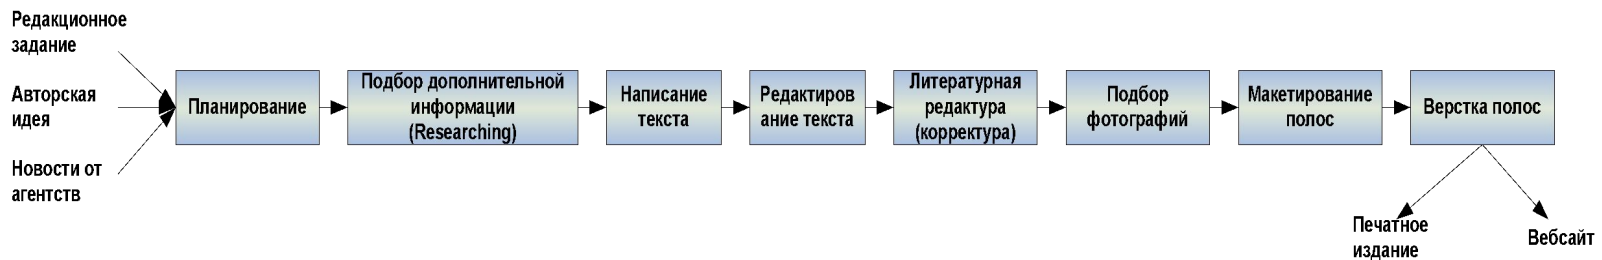 Редакционное
задание
Авторская
идея
Новости от
агентств
Планирование
Подбор дополнительной
информации
(Researching)
Написание
текста
Редактиров
ание текста
Литературная
редактура
(корректура)
Подбор
фотографий
Макетирование
полос
Верстка полос
Печатное
издание
Вебсайт